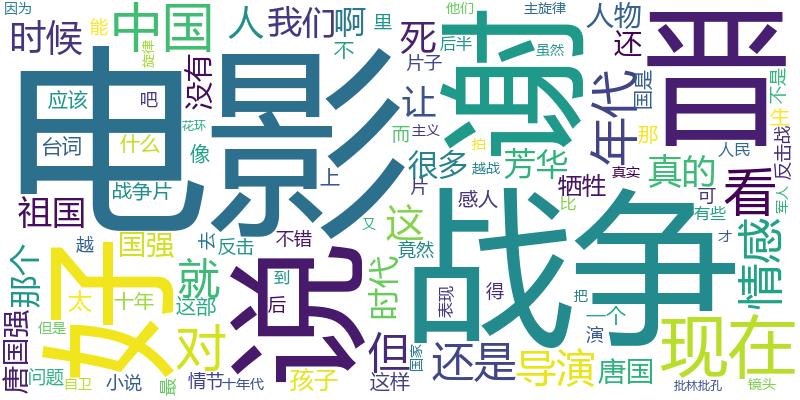 因为
时候
能
旋律
中国
人
我们
啊
里
他们
主旋律
人物
不
死
后半
虽然
还
片子
国是
不是
没有
应该
吧
让
电影
谢
晋
年代
台词
什么
花环
像
而
主义
拍
那
生
反击战
战争片
上
很多
越战
芳华
人民
真的
牺牲
真实
祖国
片
感人
可
看
比
有些
军人
这
又
才
战争
那个
越
国强
去
反击
不错
竟然
情感
好
就
说
到
后
时代
表现
得
把
一个
太
十年
这部
唐国强
但是
对
但
国家
还是
演
导演
唐国
现在
问题
自卫
小说
最
情节
十年代
孩子
这样
批林批孔
镜头